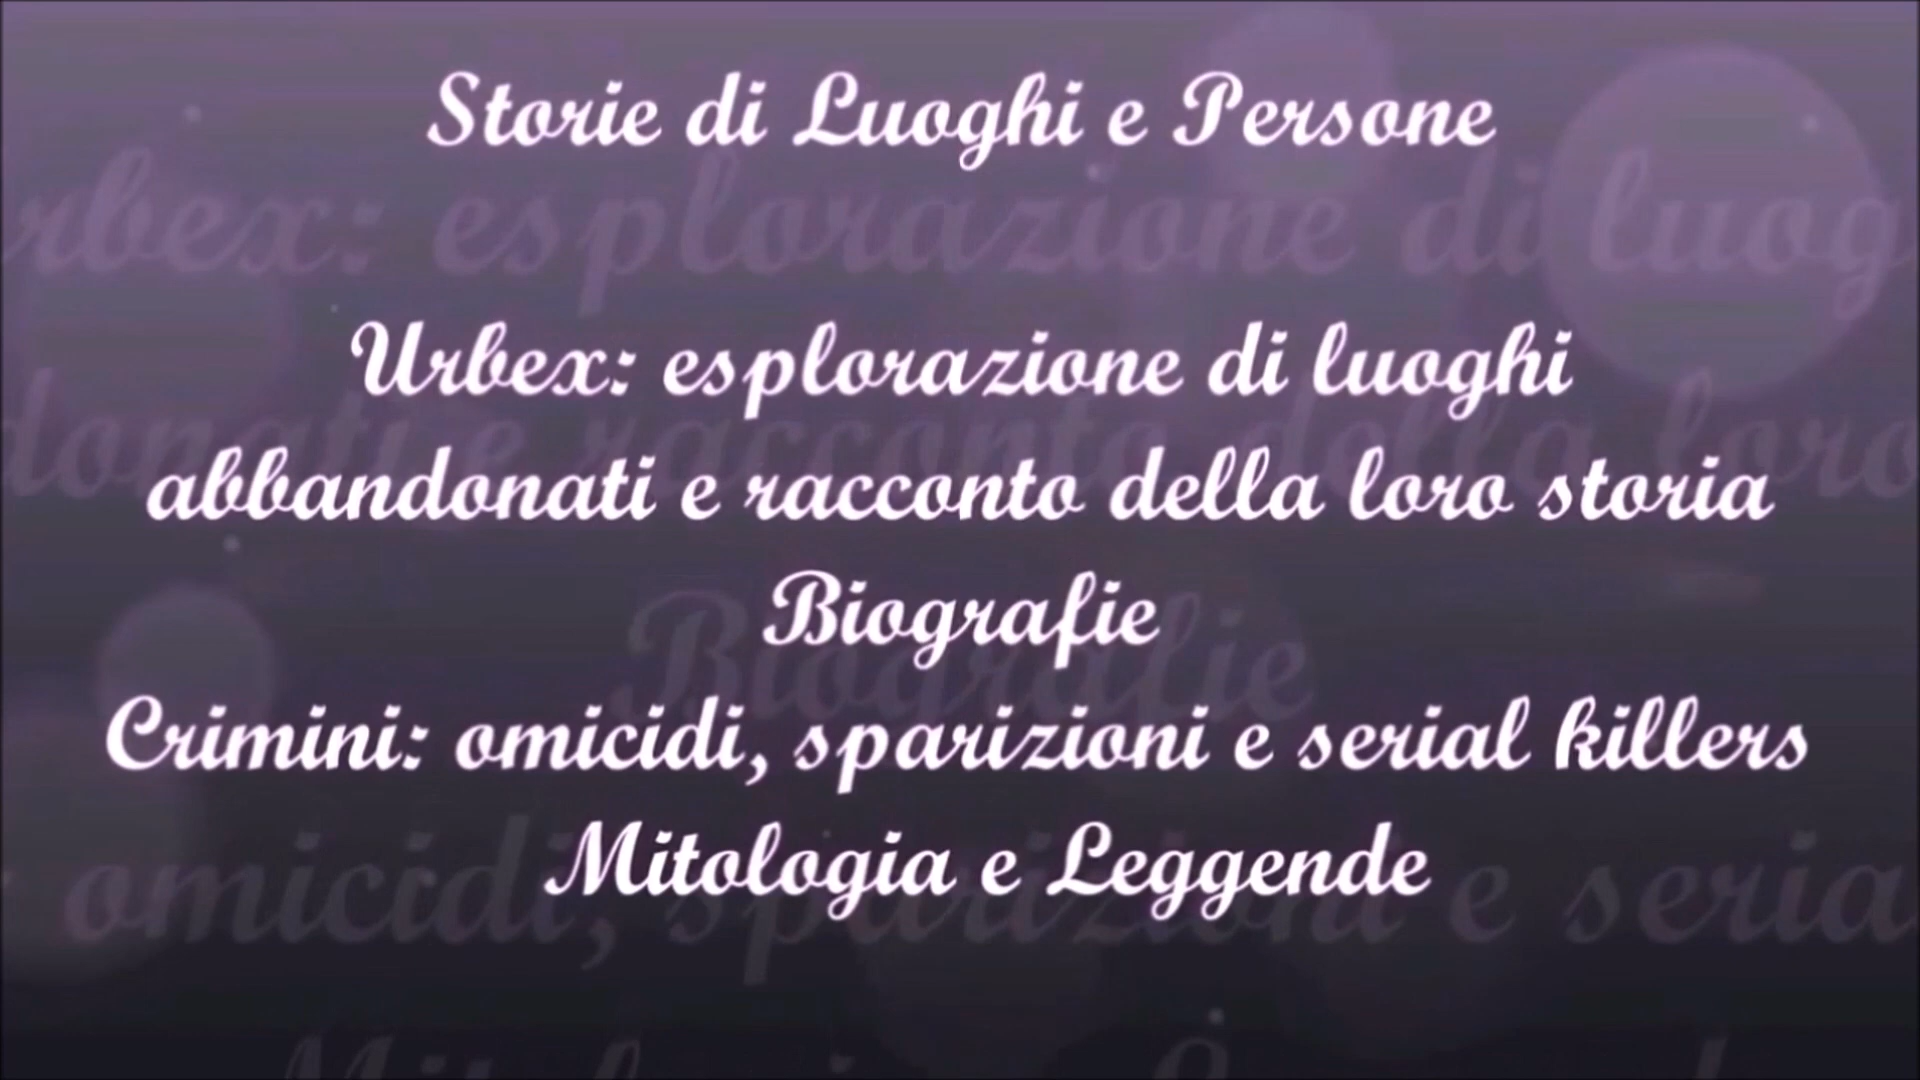 Storie di Luoghi e Persone
Urbex: esplorazione di luoghi
abbandonati e racconto della loro storia
Biografie
Crimini: omicidi, sparizioni e serial killers
Mitologia e Leggende